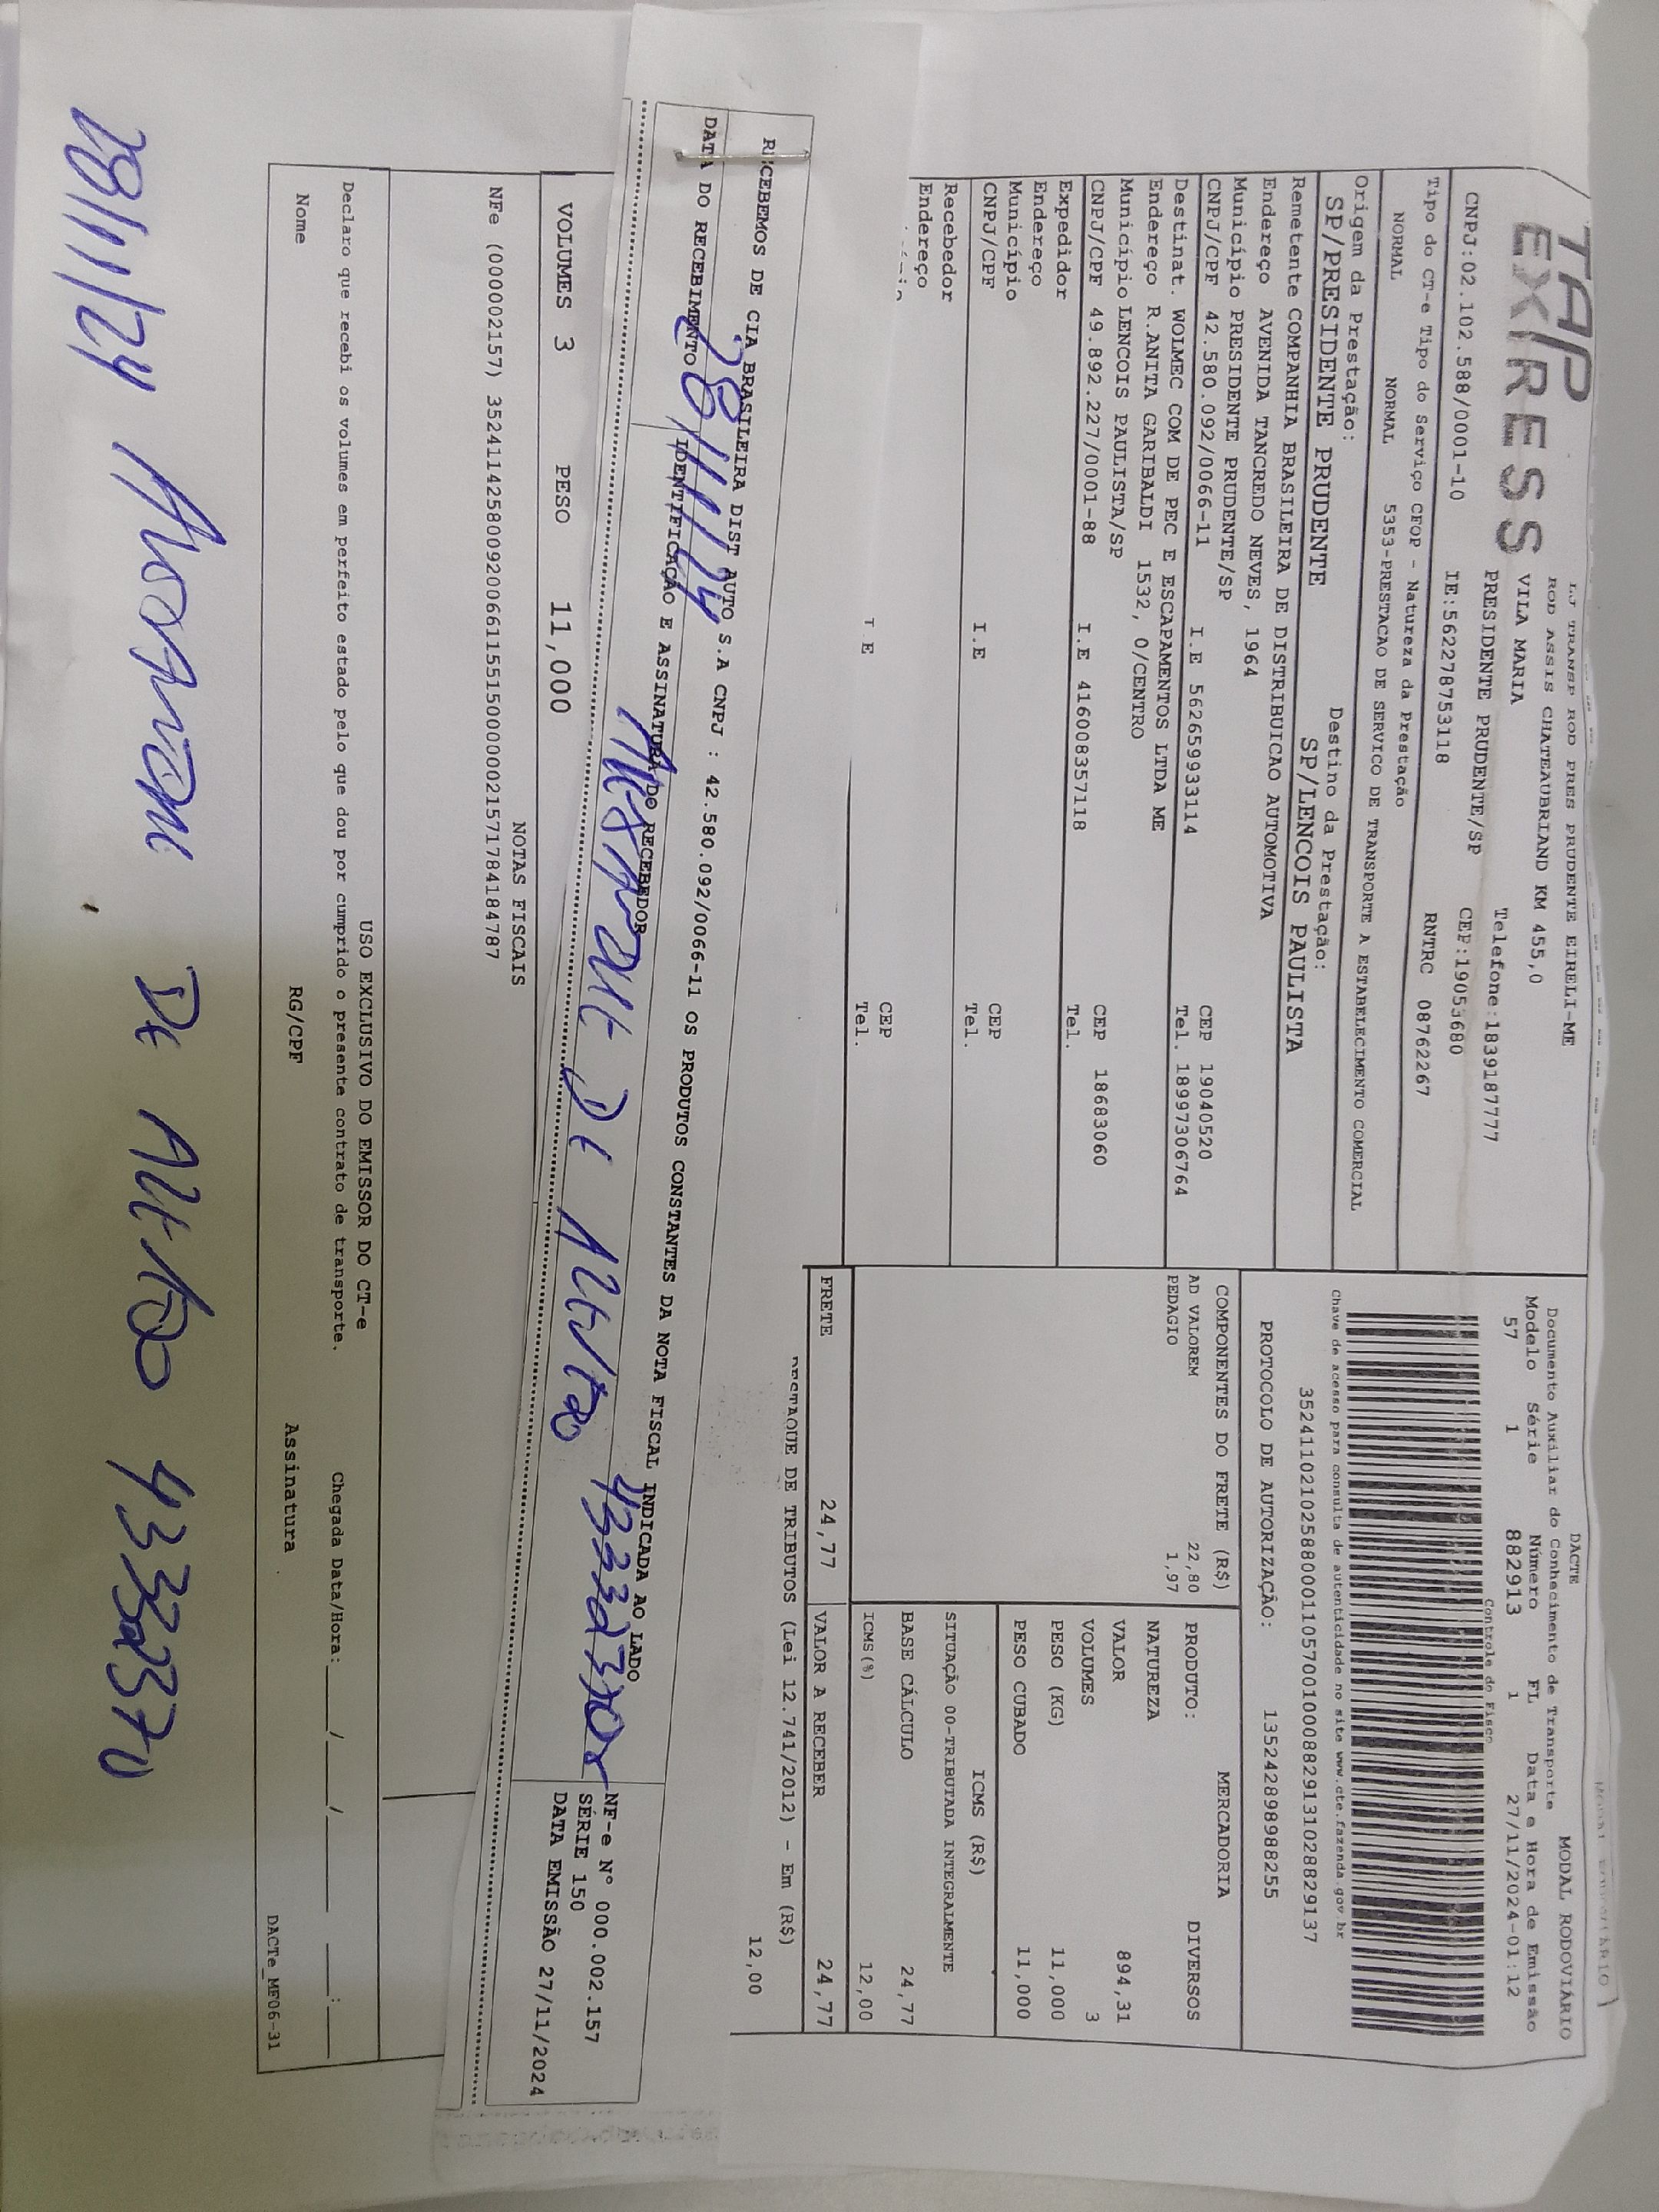 TAP
EXPRESS
LJ TRANSP ROD PRES PRUDENTE EIRELI-ME
ROD ASSIS CHATEAUBRIAND KM 455,0
VILA MARIA
PRESIDENTE PRUDENTE/SP Telefone:1839187777
CNPJ:02.102.588/0001-10 IE:562278753118 CEP:19053680
Tipo do CT-e Tipo do Serviço CFOP - Natureza da Prestação RNTRC 08762267
NORMAL NORMAL 5353-PRESTACAO DE SERVICO DE TRANSPORTE A ESTABELECIMENTO COMERCIAL
Origem da Prestação: Destino da Prestação:
SP/PRESIDENTE PRUDENTE SP/LENCOIS PAULISTA
Remetente COMPANHIA BRASILEIRA DE DISTRIBUICAO AUTOMOTIVA
Endereço AVENIDA TANCREDO NEVES, 1964
Município PRESIDENTE PRUDENTE/SP CEP 19040520
CNPJ/CPF 42.580.092/0066-11 I.E 562659933114 Tel. 18997306764
Destinat. WOLMEC COM DE PEC E ESCAPAMENTOS LTDA ME
Endereço R.ANITA GARIBALDI 1532, 0/CENTRO
Município LENCOIS PAULISTA/SP CEP 18683060
CNPJ/CPF 49.892.227/0001-88 I.E 416008357118 Tel.
Expedidor
Endereço
Município CEP
CNPJ/CPF I.E Tel.
Recebedor
Endereço
CEP
I E Tel.
DACTE MODAL RODOVIÁRIO
Documento Auxiliar do Conhecimento de Transporte
Modelo Série Número FL Data e Hora de Emissão
57 1 882913 1 27/11/2024-01:12
Controle do Fisco
Chave de acesso para consulta de autenticidade no site www.cte.fazenda.gov.br
35241102102588000110570010008829131028829137
PROTOCOLO DE AUTORIZAÇÃO: 135242898988255
COMPONENTES DO FRETE (R$)
AD VALOREM 22,80
PEDAGIO 1,97
MERCADORIA
PRODUTO: DIVERSOS
NATUREZA
VALOR 894,31
VOLUMES 3
PESO (KG) 11,000
PESO CUBADO 11,000
ICMS (R$)
SITUAÇÃO 00-TRIBUTADA INTEGRALMENTE
BASE CÁLCULO 24,77
ICMS(%) 12,00
FRETE 24,77 VALOR A RECEBER 24,77
DESTAQUE DE TRIBUTOS (Lei 12.741/2012) - Em (R$)
12,00
RECEBEMOS DE CIA BRASILEIRA DIST AUTO S.A CNPJ : 42.580.092/0066-11 OS PRODUTOS CONSTANTES DA NOTA FISCAL INDICADA AO LADO
DATA DO RECEBIMENTO IDENTIFICAÇÃO E ASSINATURA DO RECEBEDOR
28/11/24
NF-e N° 000.002.157
SÉRIE 150
DATA EMISSÃO 27/11/2024
VOLUMES 3 PESO 11,000
NOTAS FISCAIS
NFe (000002157) 35241142580092006611551500000021571784184787
USO EXCLUSIVO DO EMISSOR DO CT-e
Declaro que recebi os volumes em perfeito estado pelo que dou por cumprido o presente contrato de transporte. Chegada Data/Hora: ____/____/______ ____:____
Nome RG/CPF Assinatura
DACTe_MF06-31
28/11/24